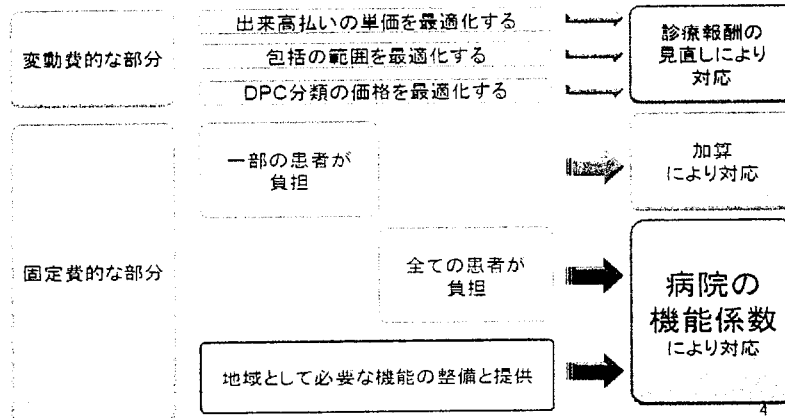 変動費的な部分
出来高払いの単価を最適化する
包括の範囲を最適化する
DPC分類の価格を最適化する
診療報酬の
見直しにより
対応
固定費的な部分
一部の患者が
負担
加算
により対応
全ての患者が
負担
地域として必要な機能の整備と提供
病院の
機能係数
により対応
4